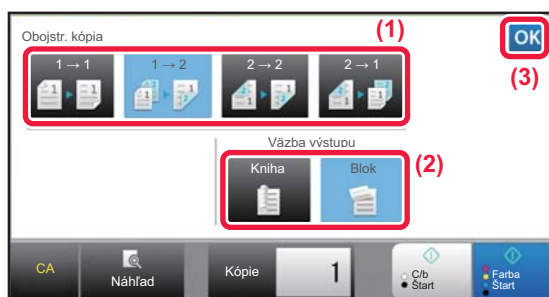 Obojstr. kópia
(1)
OK
(3)
1 → 1
1 → 2
2 → 2
2 → 1
Väzba výstupu
Kniha
Blok
(2)
CA
Náhľad
Kópie
1
C/b
Štart
Farba
Štart